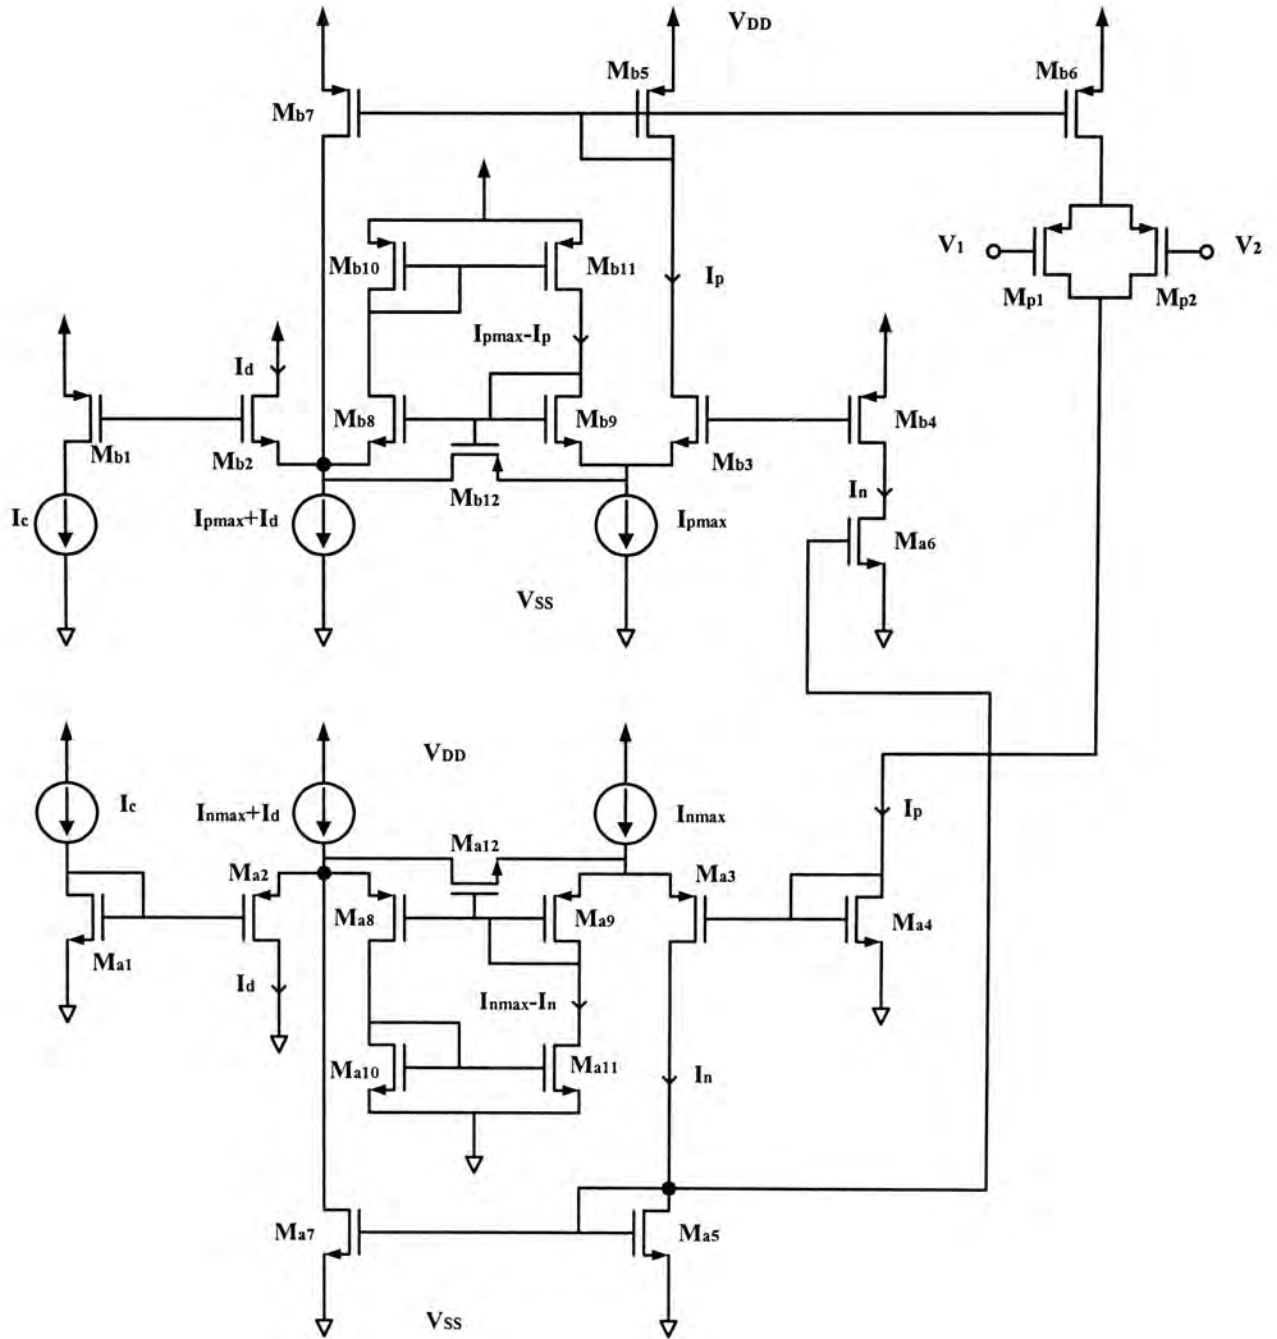 VDD
Mb5
Mb6
Mb7
V1
V2
Mb10
Mb11
Ip
Mp1
Mp2
Ipmax-Ip
Id
Mb8
Mb9
Mb4
Mb1
Mb2
Mb3
Mb12
In
Ic
Ipmax+Id
Ipmax
Ma6
VSS
VDD
Ic
Inmax+Id
Inmax
Ip
Ma12
Ma2
Ma3
Ma8
Ma9
Ma4
Ma1
Id
Inmax-In
Ma10
Ma11
In
Ma7
Ma5
VSS